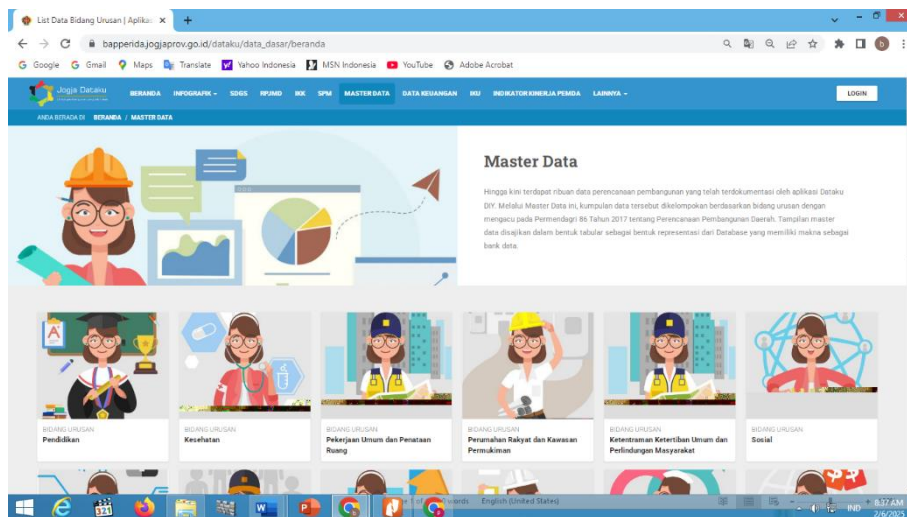 List Data Bidang Urusan | Aplikas
bapperida.jogjaprov.go.id/dataku/data_dasar/beranda
Google Gmail Maps Translate Yahoo Indonesia MSN Indonesia YouTube Adobe Acrobat
Jogja Dataku
BERANDA INFOGRAFIK SDGS RPJMD IKK SPM MASTER DATA DATA KEUANGAN IKU INDIKATOR KINERJA PEMDA LAINNYA LOGIN
ANDA BERADA DI BERANDA / MASTER DATA
Master Data
Hingga kini terdapat ribuan data perencanaan pembangunan yang telah terdokumentasi oleh aplikasi Dataku
DIY. Melalui Master Data ini, kumpulan data tersebut dikelompokan berdasarkan bidang urusan dengan
mengacu pada Permendagri 86 Tahun 2017 tentang Perencanaan Pembangunan Daerah. Tampilan master
data disajikan dalam bentuk tabular sebagai bentuk representasi dari Database yang memiliki makna sebagai
bank data.
A+
BIDANG URUSAN
Pendidikan
BIDANG URUSAN
Kesehatan
BIDANG URUSAN
Pekerjaan Umum dan Penataan
Ruang
BIDANG URUSAN
Perumahan Rakyat dan Kawasan
Permukiman
BIDANG URUSAN
Ketentraman Ketertiban Umum dan
Perlindungan Masyarakat
BIDANG URUSAN
Sosial
words English (United States)
321
IND
8:37 AM
2/6/2025